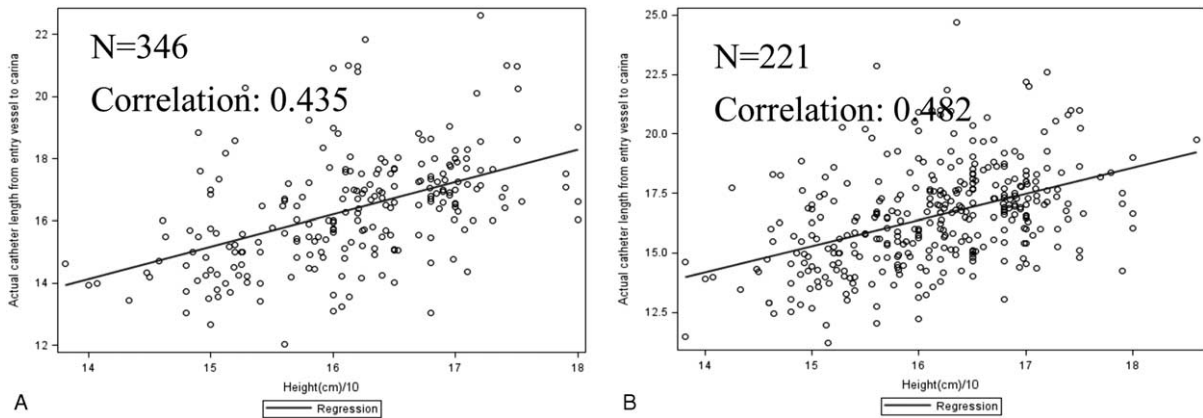 N=346
Correlation: 0.435
Actual catheter length from entry vessel to carina
22
20
18
16
14
12
14 15 16 17 18
Height(cm)/10
Regression
A
N=221
Correlation: 0.482
Actual catheter length from entry vessel to carina
25.0
22.5
20.0
17.5
15.0
12.5
14 15 16 17 18
Height(cm)/10
Regression
B